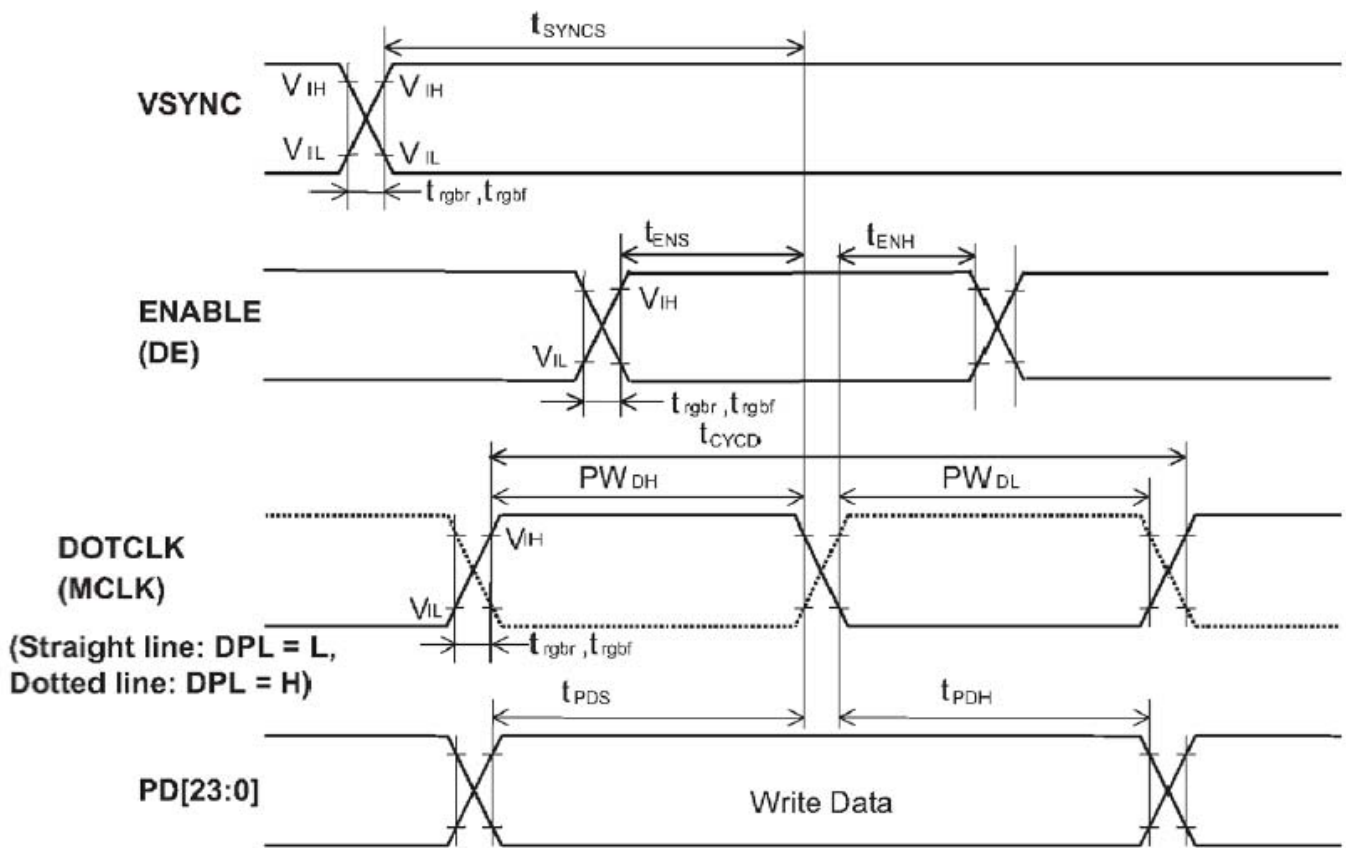 tSYNCS
VSYNC
VIH VIH
VIL VIL
trgbr ,trgbf
tENS tENH
ENABLE
(DE)
VIH
VIL
trgbr ,trgbf
tCYCD
PWDH PWDL
DOTCLK
(MCLK)
VIH
VIL
(Straight line: DPL = L,
Dotted line: DPL = H)
trgbr ,trgbf
tPDS tPDH
PD[23:0]
Write Data